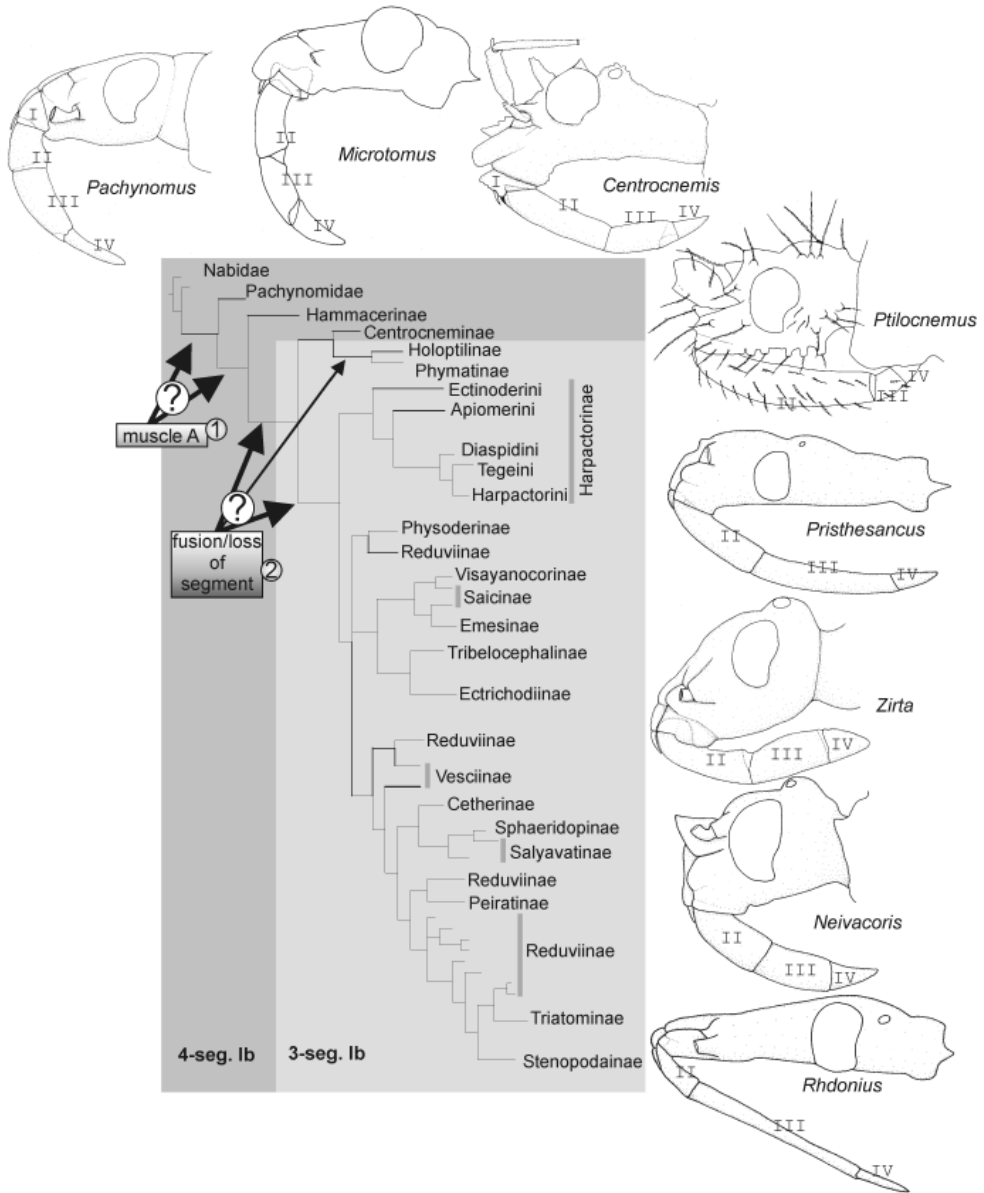 I
II
III
IV
Pachynomus
II
III
IV
Microtomus
I
II
III
IV
Centrocnemis
Ptilocnemus
II
III
IV
Nabidae
Pachynomidae
Hammacerinae
Centrocneminae
Holoptilinae
Phymatinae
Ectinoderini
Apiomerini
Diaspidini
Tegeini
Harpactorini
Harpactorinae
?
muscle A 1
?
fusion/loss
of
segment 2
Physoderinae
Reduviinae
Visayanocorinae
Saicinae
Emesinae
Tribelocephalinae
Ectrichodiinae
Reduviinae
Vesciinae
Cetherinae
Sphaeridopinae
Salyavatinae
Reduviinae
Peiratinae
Reduviinae
Triatominae
Stenopodainae
4-seg. lb
3-seg. lb
Pristhesancus
II
III
IV
Zirta
II
III
IV
Neivacoris
II
III
IV
Rhdonius
II
III
IV